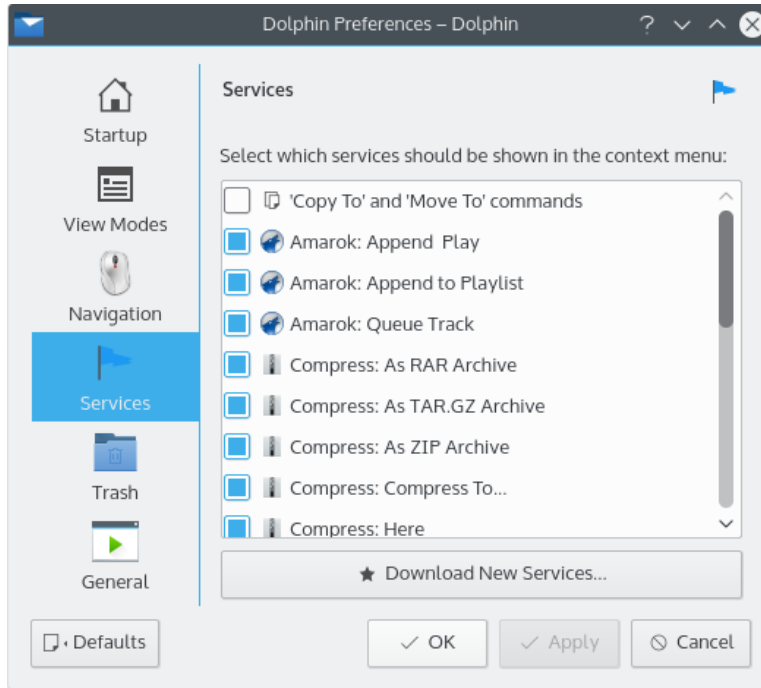 Dolphin Preferences – Dolphin
Startup
View Modes
Navigation
Services
Trash
General
Services
Select which services should be shown in the context menu:
'Copy To' and 'Move To' commands
Amarok: Append  Play
Amarok: Append to Playlist
Amarok: Queue Track
Compress: As RAR Archive
Compress: As TAR.GZ Archive
Compress: As ZIP Archive
Compress: Compress To...
Compress: Here
Download New Services...
Defaults
OK
Apply
Cancel